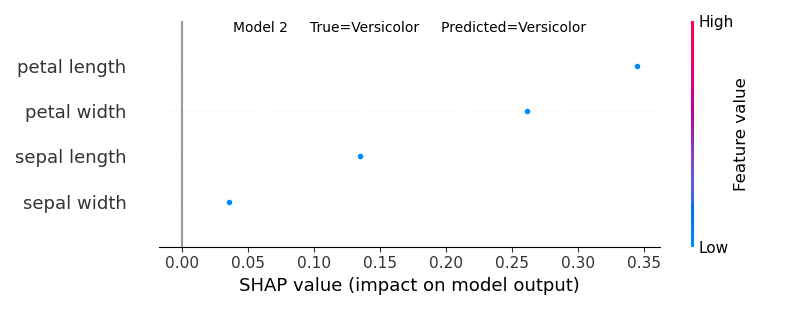 Model 2 True=Versicolor Predicted=Versicolor
High
petal length
petal width
sepal length
sepal width
Feature value
Low
0.00 0.05 0.10 0.15 0.20 0.25 0.30 0.35
SHAP value (impact on model output)